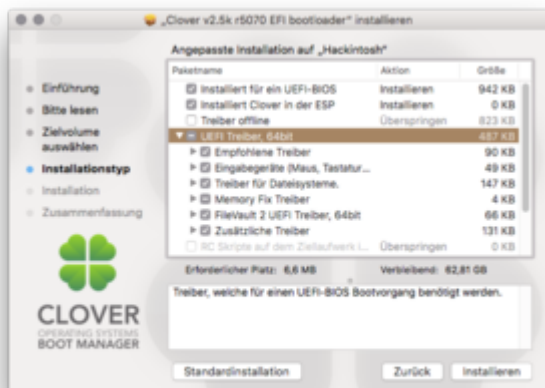 „Clover v2.5k r5070 EFI bootloader“ installieren
Angepasste Installation auf „Hackintosh“
Paketname Aktion Größe
Installiert für ein UEFI-BIOS Installieren 942 KB
Installiert Clover in der ESP Installieren 0 KB
Treiber offline Überspringen 823 KB
UEFI Treiber, 64bit 487 KB
Empfohlene Treiber 90 KB
Eingabegeräte (Maus, Tastatur... 49 KB
Treiber für Dateisysteme. 147 KB
Memory Fix Treiber 4 KB
FileVault 2 UEFI Treiber, 64bit 66 KB
Zusätzliche Treiber 131 KB
RC Skripte auf dem Ziellaufwerk i... Überspringen 0 KB
Erforderlicher Platz: 6,6 MB Verbleibend: 62,81 GB
Treiber, welche für einen UEFI-BIOS Bootvorgang benötigt werden.
Einführung
Bitte lesen
Zielvolume
auswählen
Installationstyp
Installation
Zusammenfassung
CLOVER
OPERATING SYSTEMS
BOOT MANAGER
Standardinstallation Zurück Installieren